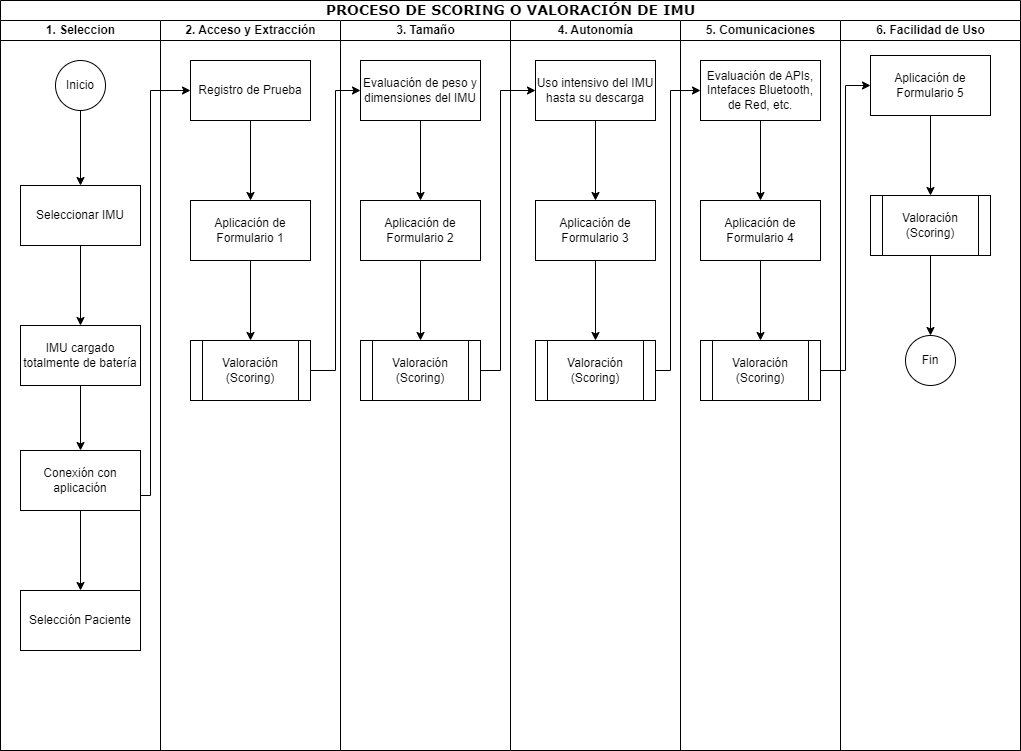 PROCESO DE SCORING O VALORACIÓN DE IMU
1. Seleccion
2. Acceso y Extracción
3. Tamaño
4. Autonomía
5. Comunicaciones
6. Facilidad de Uso
Inicio
Seleccionar IMU
IMU cargado
totalmente de batería
Conexión con
aplicación
Selección Paciente
Registro de Prueba
Aplicación de
Formulario 1
Valoración
(Scoring)
Evaluación de peso y
dimensiones del IMU
Aplicación de
Formulario 2
Valoración
(Scoring)
Uso intensivo del IMU
hasta su descarga
Aplicación de
Formulario 3
Valoración
(Scoring)
Evaluación de APIs,
Intefaces Bluetooth,
de Red, etc.
Aplicación de
Formulario 4
Valoración
(Scoring)
Aplicación de
Formulario 5
Valoración
(Scoring)
Fin